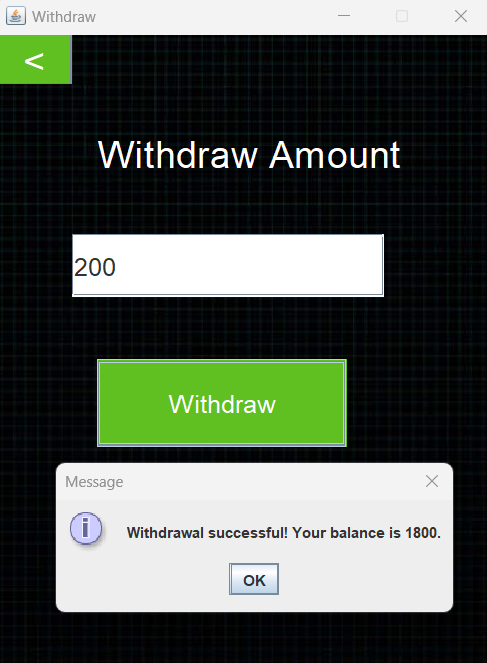 Withdraw
<
Withdraw Amount
200
Withdraw
Message
i
Withdrawal successful! Your balance is 1800.
OK